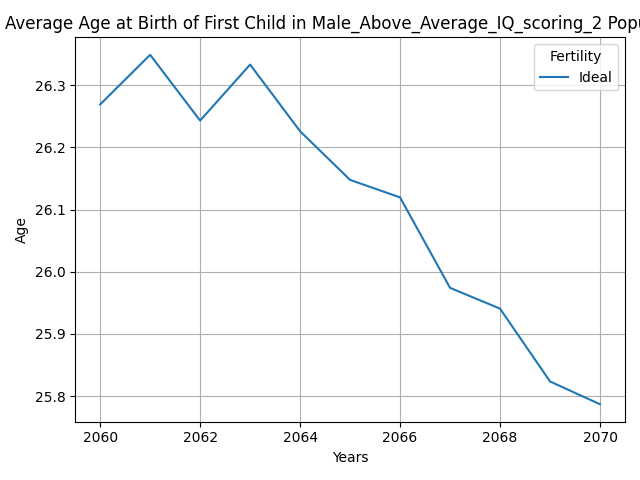 Average Age at Birth of First Child in Male_Above_Average_IQ_scoring_2
Fertility
Ideal
26.3
26.2
26.1
26.0
25.9
25.8
Age
2060 2062 2064 2066 2068 2070
Years